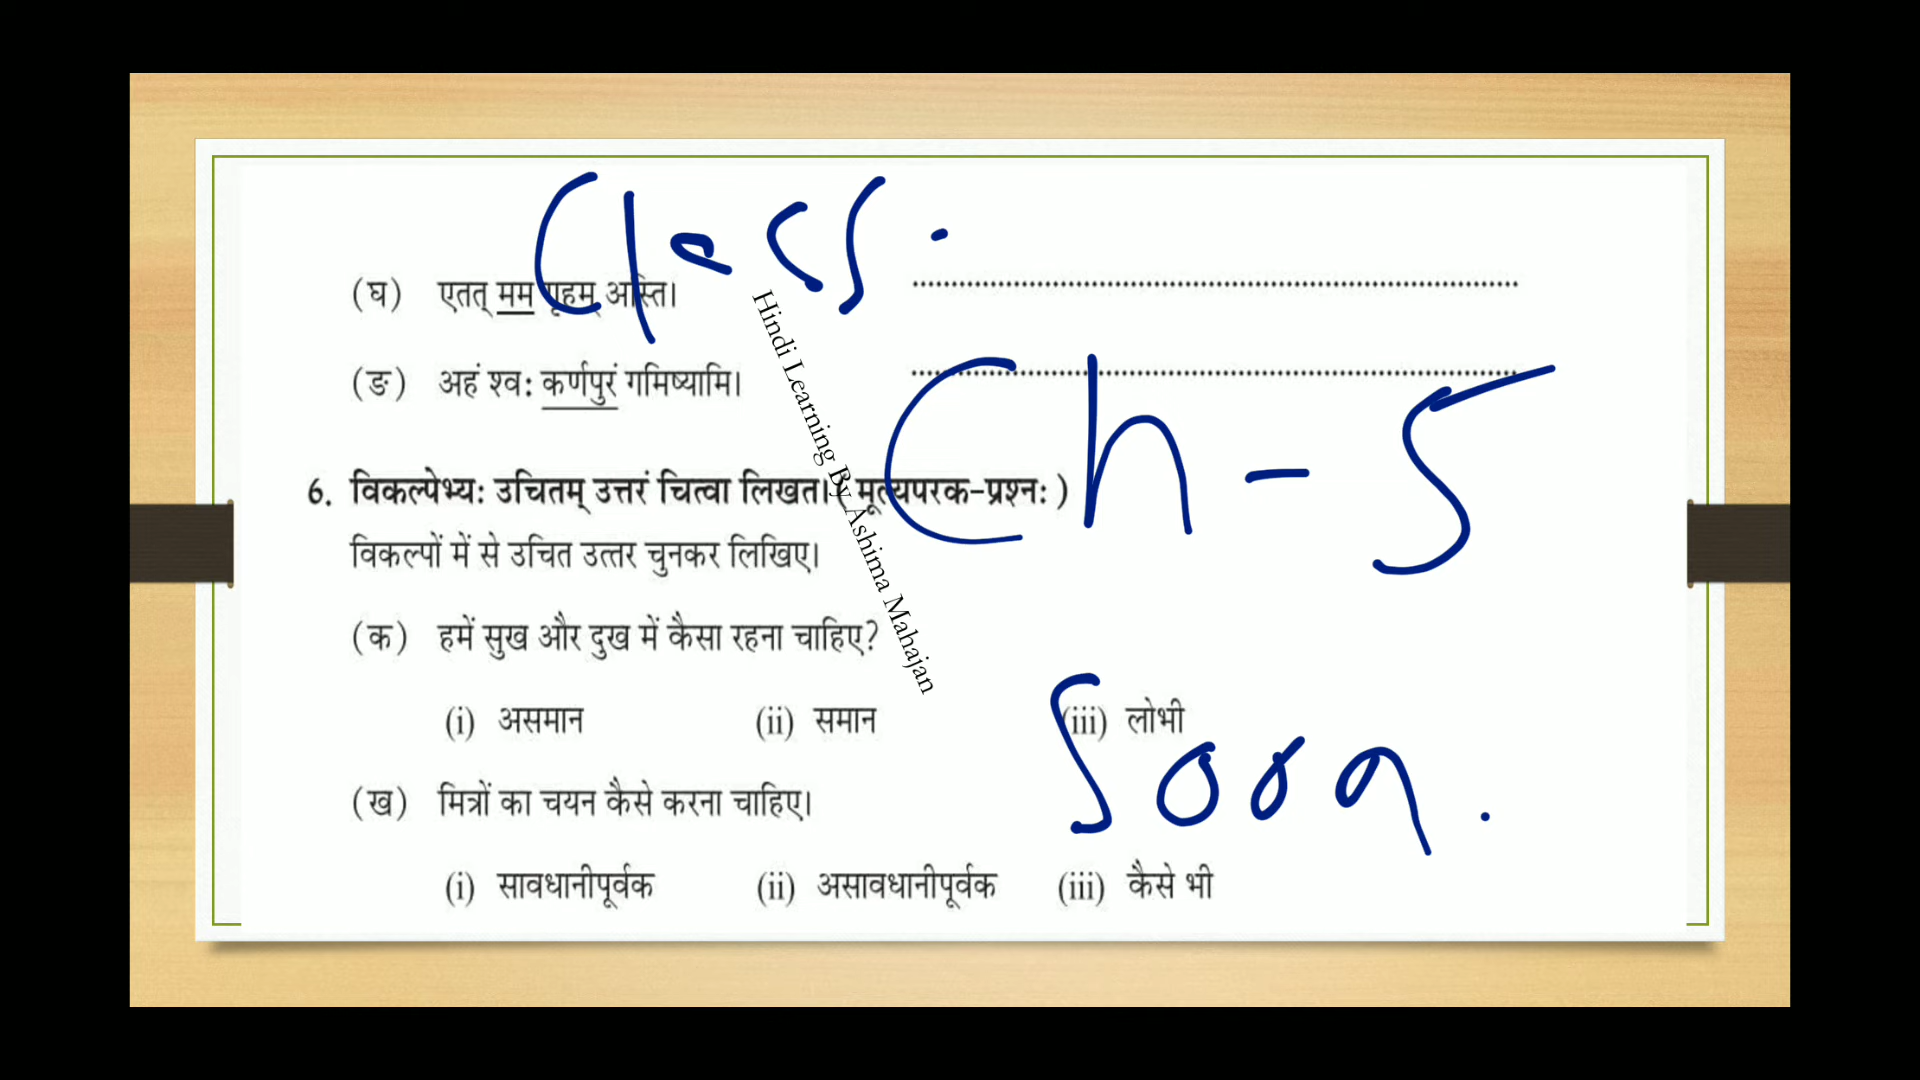 Class.
(घ) एतत् मम गृहम् अस्ति। ........................................
(ङ) अहं श्व: कर्णपुरं गमिष्यामि। ........................................
Ch - 5
6. विकल्पेभ्य: उचितम् उत्तरं चित्वा लिखत। ( मूल्यपरक-प्रश्न: )
विकल्पों में से उचित उत्तर चुनकर लिखिए।
(क) हमें सुख और दुख में कैसा रहना चाहिए?
(i) असमान (ii) समान (iii) लोभी
(ख) मित्रों का चयन कैसे करना चाहिए।
(i) सावधानीपूर्वक (ii) असावधानीपूर्वक (iii) कैसे भी
Hindi Learning By Ashima Mahajan